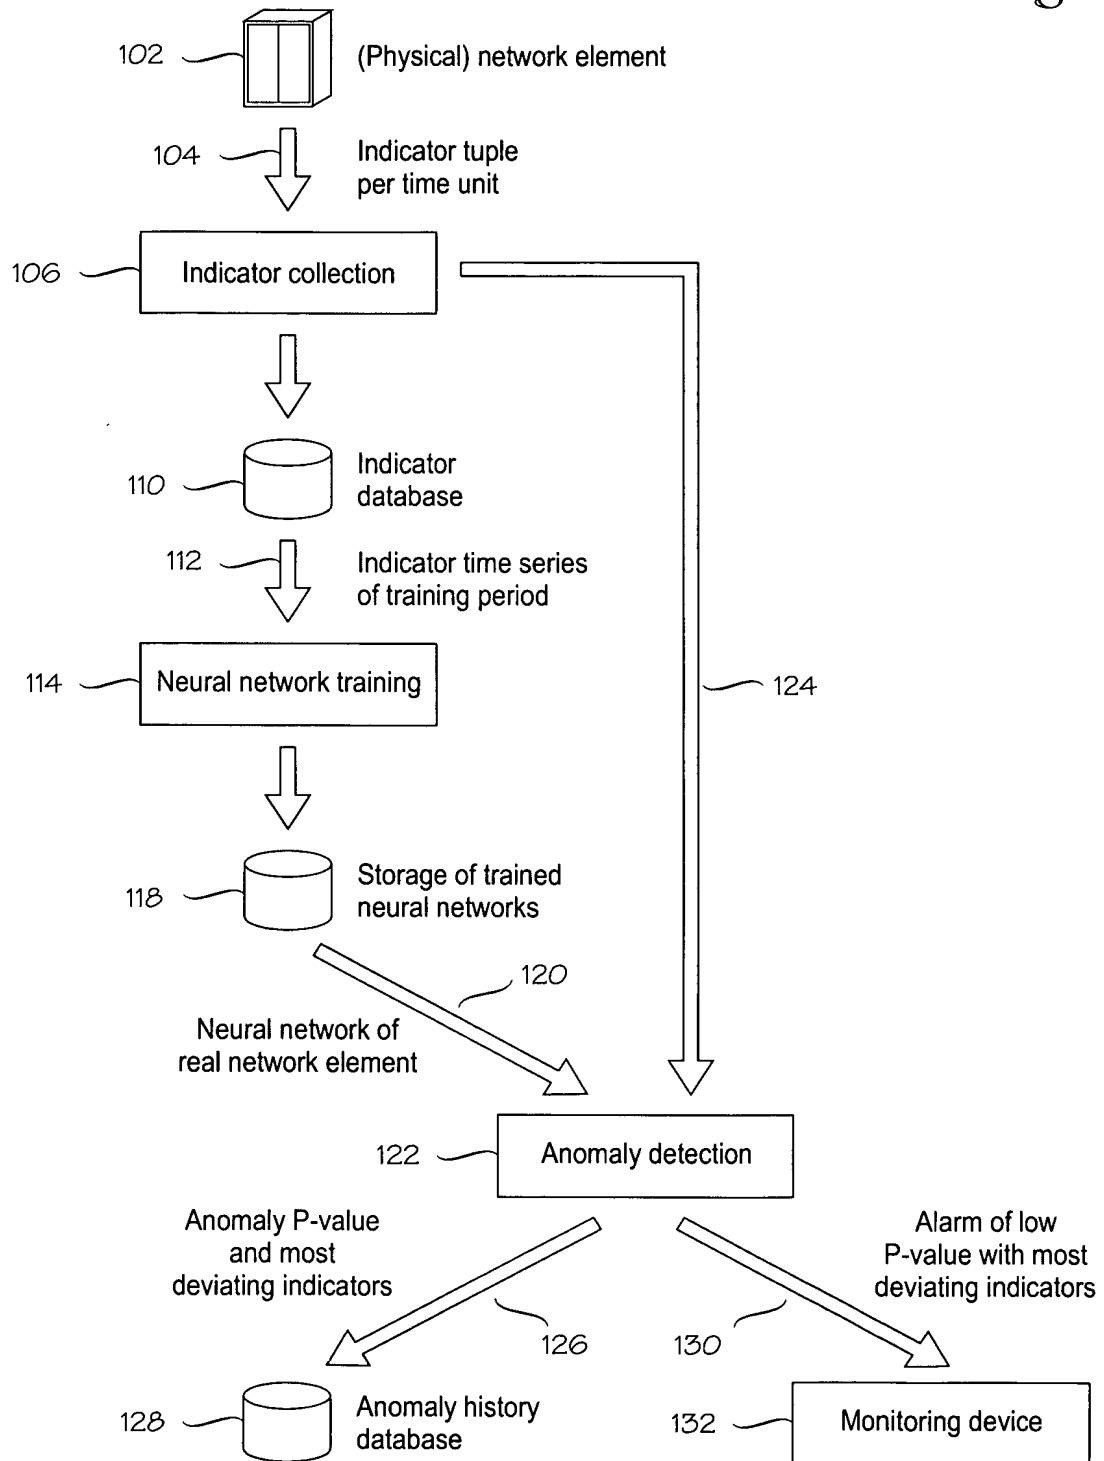 102
(Physical) network element
104
Indicator tuple
per time unit
106
Indicator collection
110
Indicator
database
112
Indicator time series
of training period
114
Neural network training
124
118
Storage of trained
neural networks
120
Neural network of
real network element
122
Anomaly detection
Anomaly P-value
and most
deviating indicators
Alarm of low
P-value with most
deviating indicators
126
130
128
Anomaly history
database
132
Monitoring device